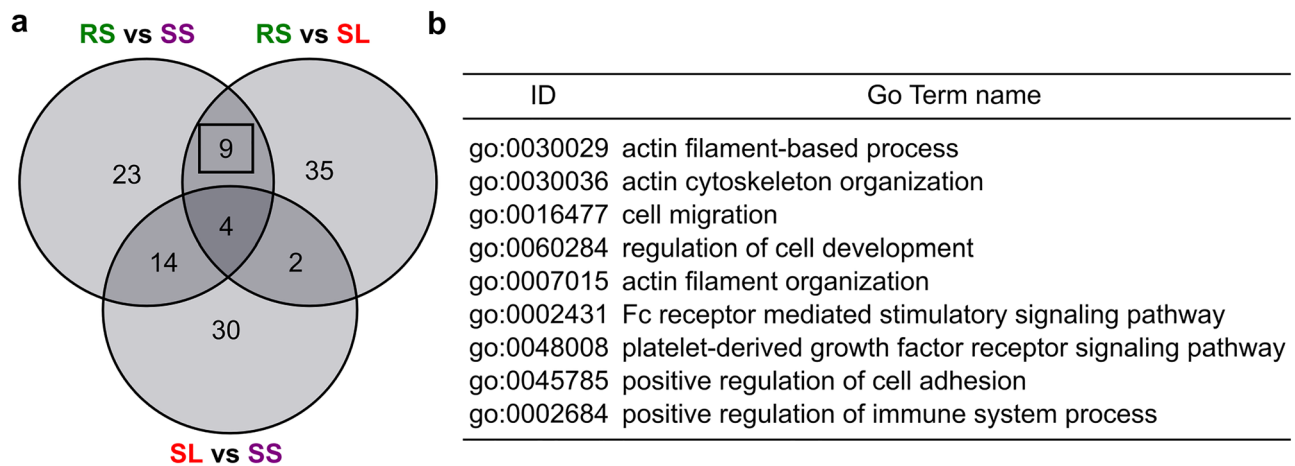 a
RS vs SS
RS vs SL
23
9
35
4
14
2
30
SL vs SS
b
ID Go Term name
go:0030029 actin filament-based process
go:0030036 actin cytoskeleton organization
go:0016477 cell migration
go:0060284 regulation of cell development
go:0007015 actin filament organization
go:0002431 Fc receptor mediated stimulatory signaling pathway
go:0048008 platelet-derived growth factor receptor signaling pathway
go:0045785 positive regulation of cell adhesion
go:0002684 positive regulation of immune system process